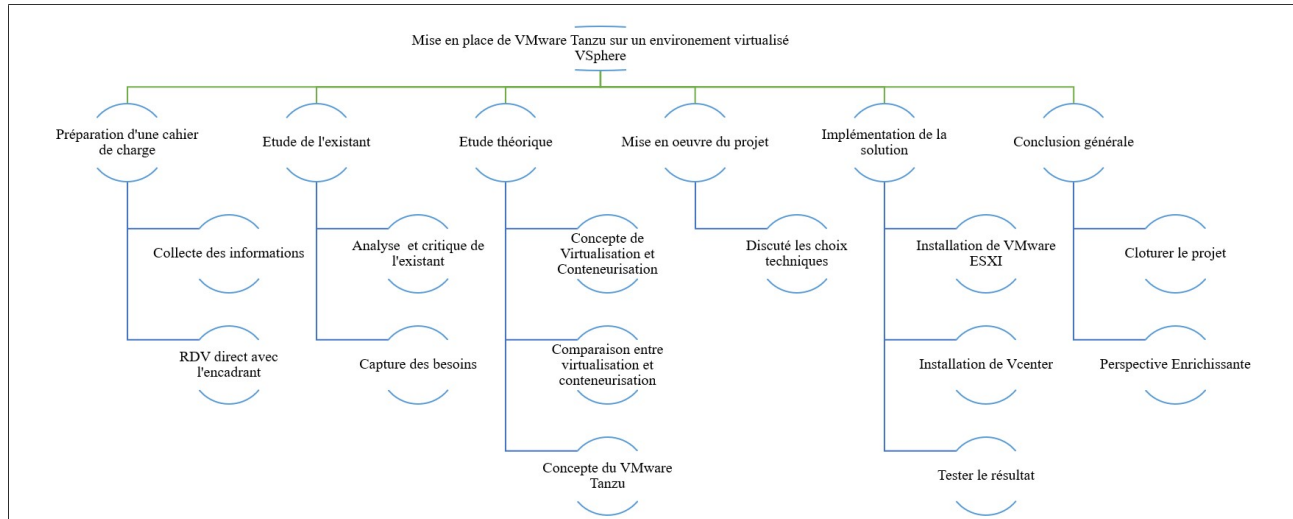 Mise en place de VMware Tanzu sur un environement virtualisé
VSphere
Préparation d'une cahier
de charge
Etude de l'existant
Etude théorique
Mise en oeuvre du projet
Implémentation de la
solution
Conclusion générale
Collecte des informations
RDV direct avec
l'encadrant
Analyse et critique de
l'existant
Capture des besoins
Concepte de
Virtualisation et
Conteneurisation
Comparaison entre
virtualisation et
conteneurisation
Concepte du VMware
Tanzu
Discuté les choix
techniques
Installation de VMware
ESXI
Installation de Vcenter
Tester le résultat
Cloturer le projet
Perspective Enrichissante